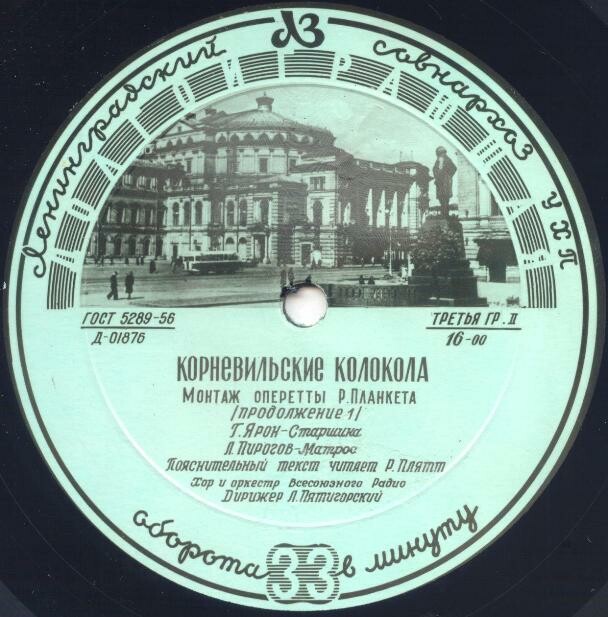 Ленинградский ЛЗ совнархоз УХП
ДОЛГОИГРАЮЩАЯ
ГОСТ 5289-56
Д-01876
ТРЕТЬЯ ГР. II
16-00
КОРНЕВИЛЬСКИЕ КОЛОКОЛА
МОНТАЖ ОПЕРЕТТЫ Р.ПЛАНКЕТА
/ПРОДОЛЖЕНИЕ 1/
Г.ЯРОН-Старшина
Л.ПИРОГОВ-Матрос
Пояснительный текст читает Р.Плятт
Хор и оркестр Всесоюзного Радио
Дирижер Л.Пятигорский
оборота 33 в минуту